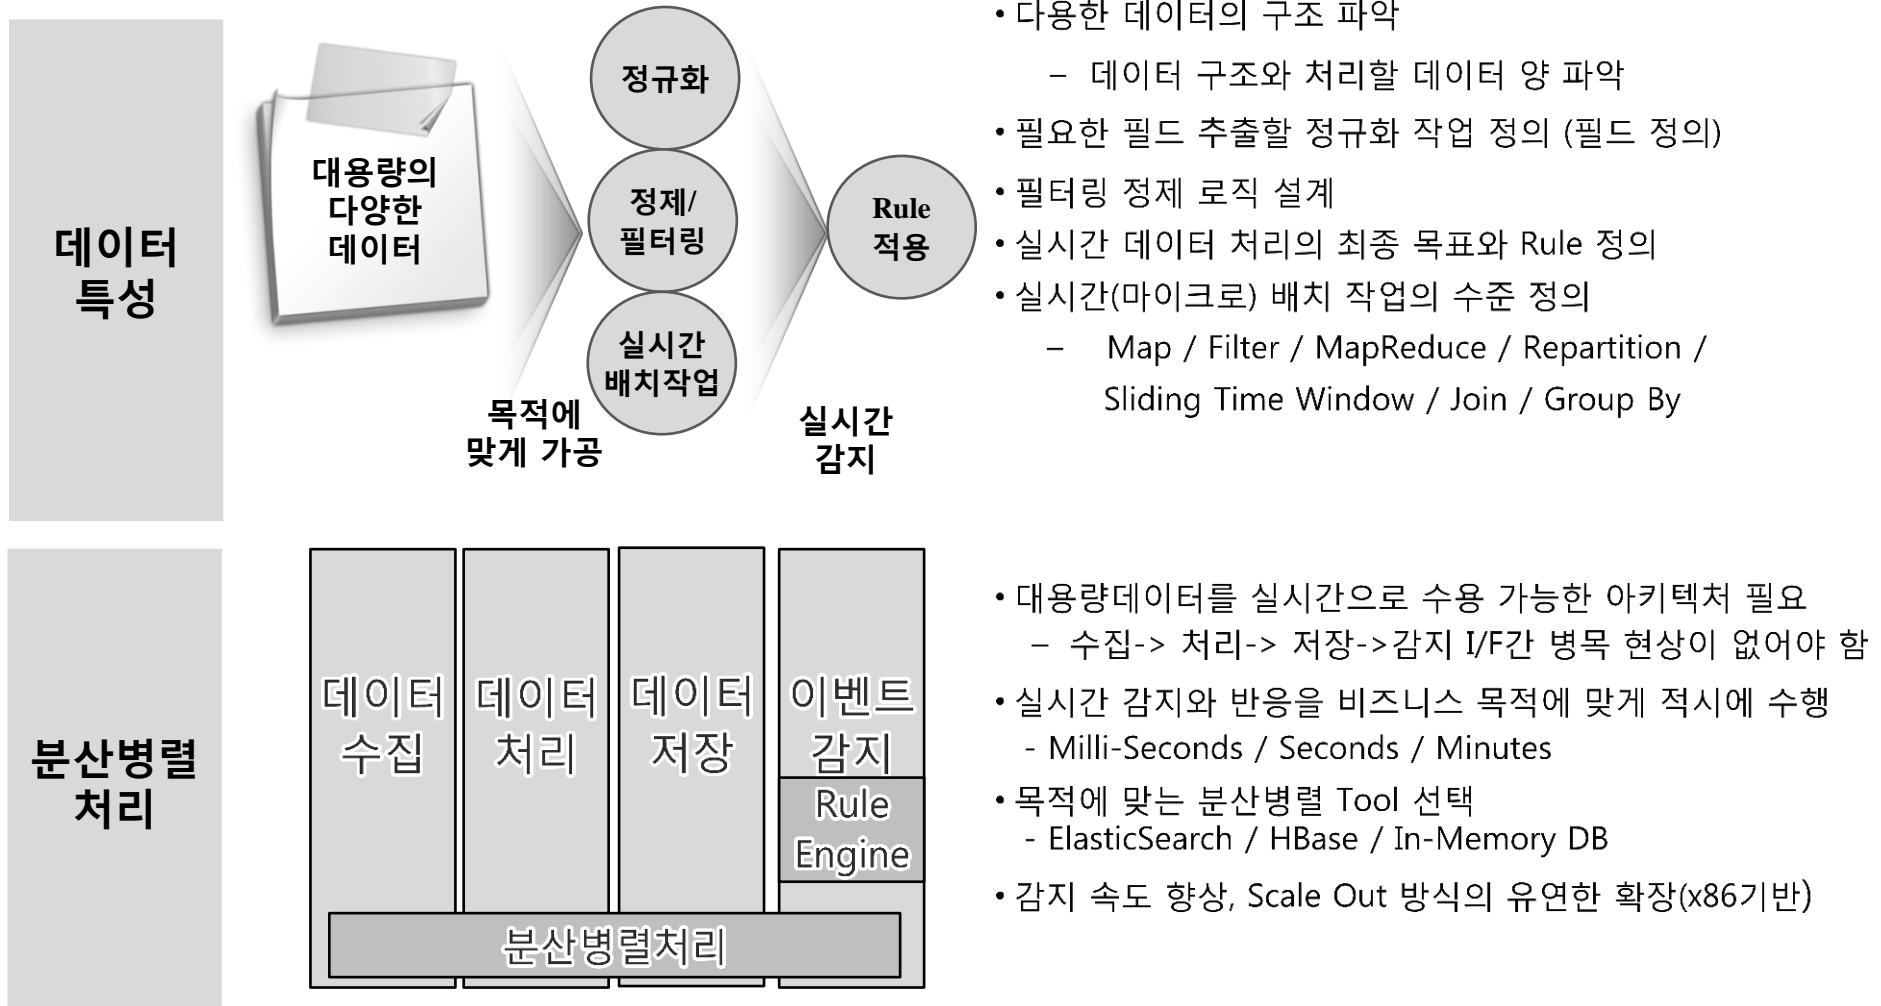 데이터
특성
대용량의
다양한
데이터
목적에
맞게 가공
정규화
정제/
필터링
실시간
배치작업
실시간
감지
Rule
적용
• 다용한 데이터의 구조 파악
– 데이터 구조와 처리할 데이터 양 파악
• 필요한 필드 추출할 정규화 작업 정의 (필드 정의)
• 필터링 정제 로직 설계
• 실시간 데이터 처리의 최종 목표와 Rule 정의
• 실시간(마이크로) 배치 작업의 수준 정의
– Map / Filter / MapReduce / Repartition /
Sliding Time Window / Join / Group By
분산병렬
처리
데이터
수집
데이터
처리
데이터
저장
이벤트
감지
Rule
Engine
분산병렬처리
• 대용량데이터를 실시간으로 수용 가능한 아키텍처 필요
– 수집-> 처리-> 저장->감지 I/F간 병목 현상이 없어야 함
• 실시간 감지와 반응을 비즈니스 목적에 맞게 적시에 수행
- Milli-Seconds / Seconds / Minutes
• 목적에 맞는 분산병렬 Tool 선택
- ElasticSearch / HBase / In-Memory DB
• 감지 속도 향상, Scale Out 방식의 유연한 확장(x86기반)